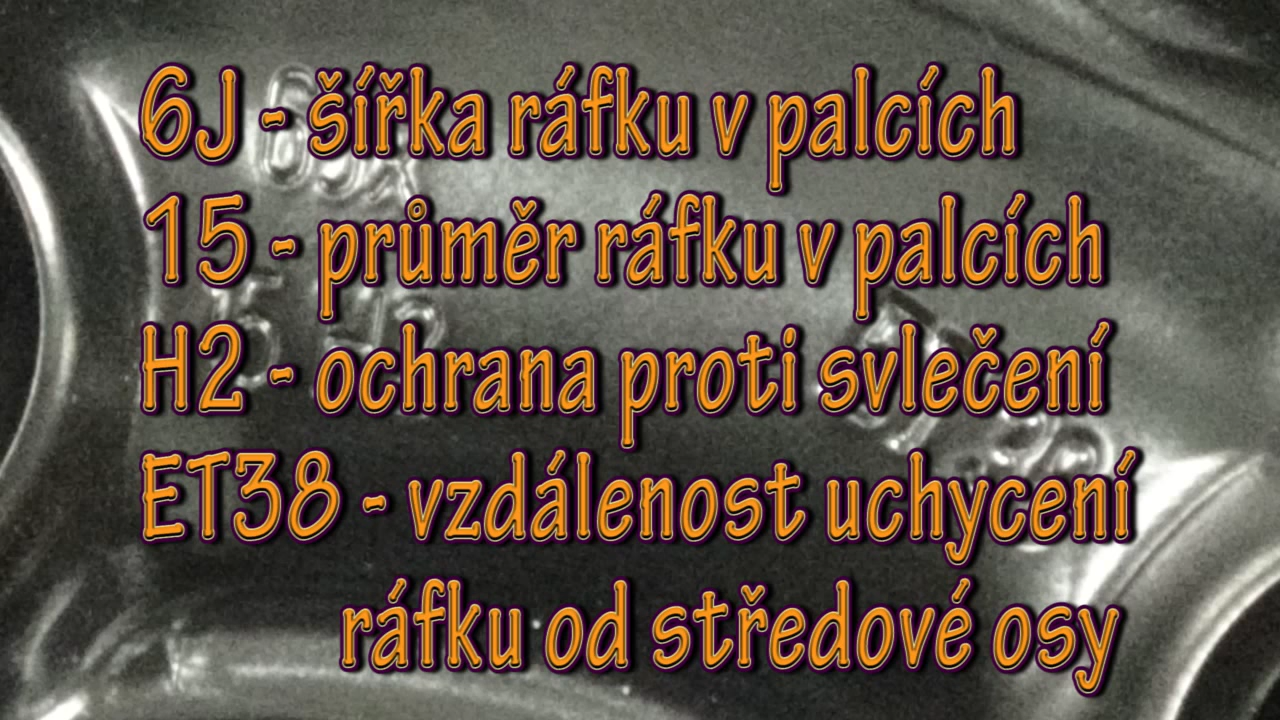 6J - šířka ráfku v palcích
15 - průměr ráfku v palcích
H2 - ochrana proti svlečení
ET38 - vzdálenost uchycení
ráfku od středové osy